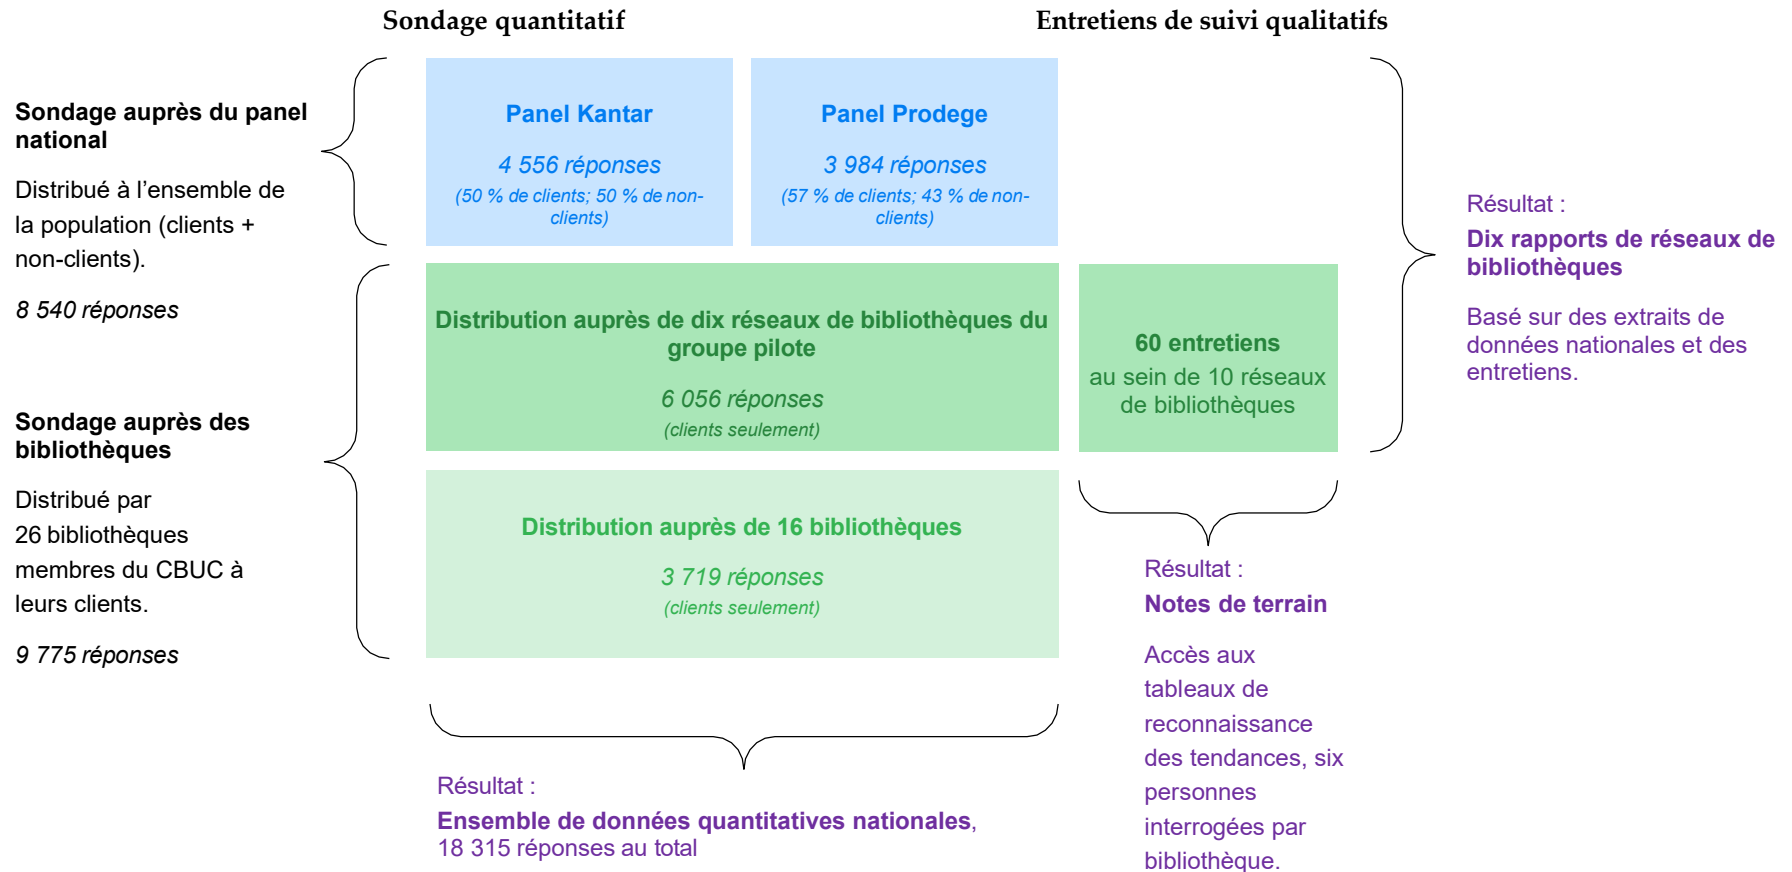 Sondage quantitatif
Entretiens de suivi qualitatifs
Sondage auprès du panel
national
Distribué à l’ensemble de
la population (clients +
non-clients).
8 540 réponses
Panel Kantar
4 556 réponses
(50 % de clients; 50 % de non-
clients)
Panel Prodege
3 984 réponses
(57 % de clients; 43 % de non-
clients)
Sondage auprès des
bibliothèques
Distribué par
26 bibliothèques
membres du CBUC à
leurs clients.
9 775 réponses
Distribution auprès de dix réseaux de bibliothèques du
groupe pilote
6 056 réponses
(clients seulement)
60 entretiens
au sein de 10 réseaux
de bibliothèques
Distribution auprès de 16 bibliothèques
3 719 réponses
(clients seulement)
Résultat :
Dix rapports de réseaux de
bibliothèques
Basé sur des extraits de
données nationales et des
entretiens.
Résultat :
Notes de terrain
Accès aux
tableaux de
reconnaissance
des tendances, six
personnes
interrogées par
bibliothèque.
Résultat :
Ensemble de données quantitatives nationales,
18 315 réponses au total